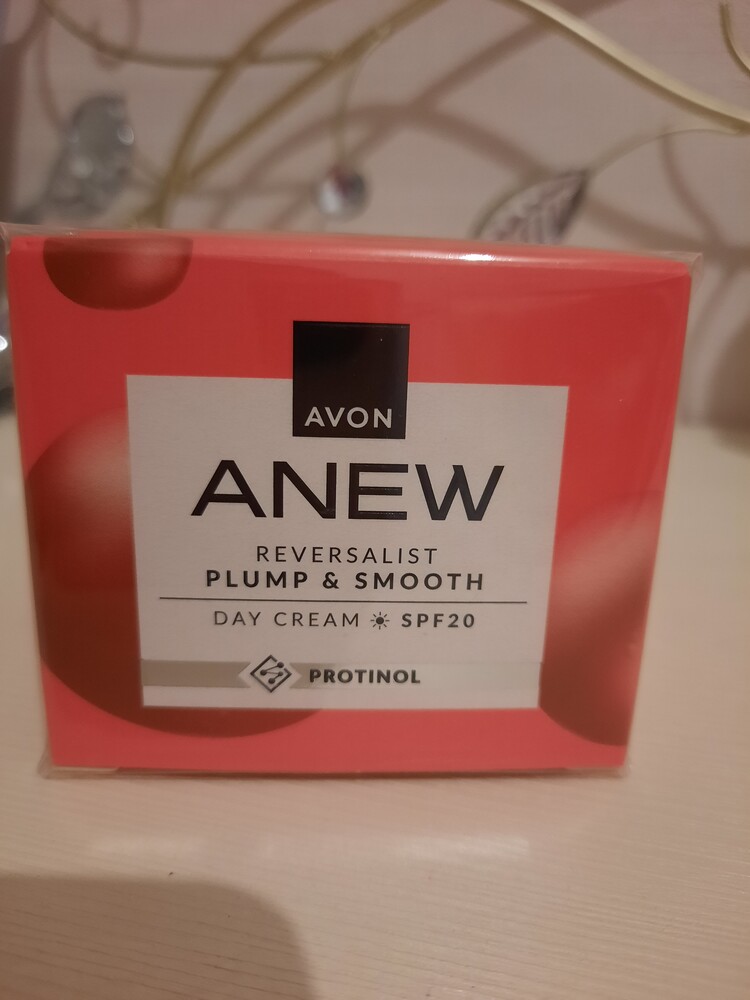 AVON
ANEW
REVERSALIST
PLUMP & SMOOTH
DAY CREAM ☀ SPF20
PROTINOL